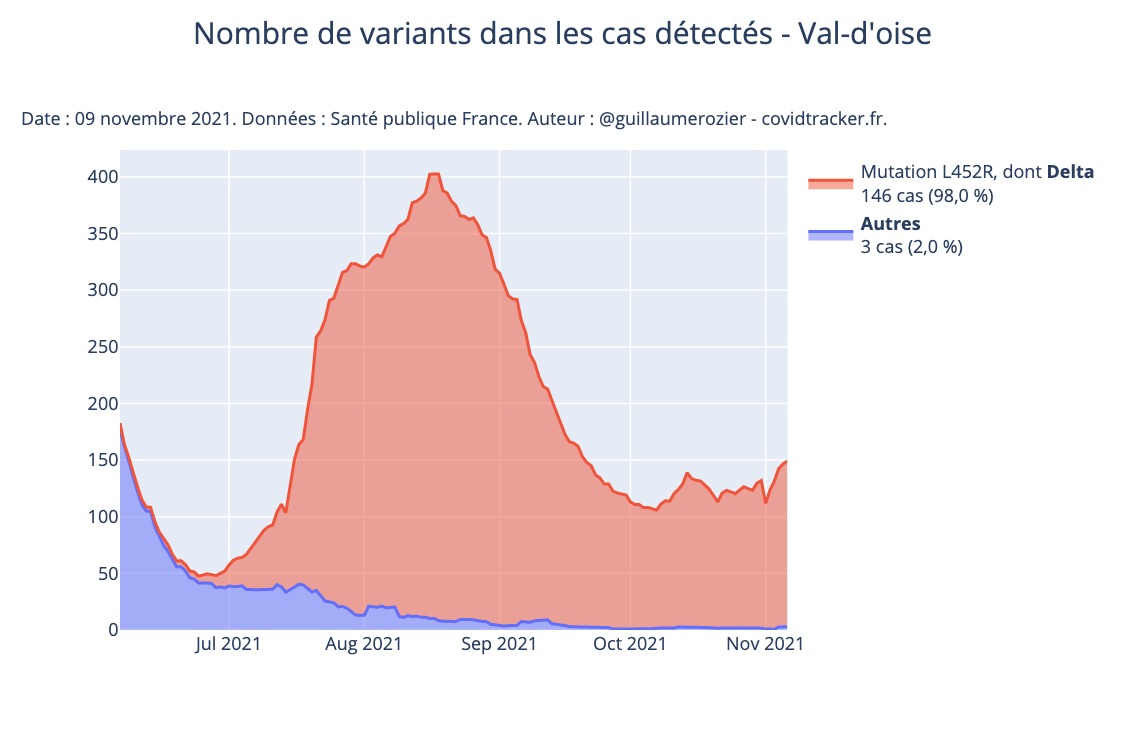 Nombre de variants dans les cas détectés - Val-d'oise
Date : 09 novembre 2021. Données : Santé publique France. Auteur : @guillaumerozier - covidtracker.fr.
400
350
300
250
200
150
100
50
0
Jul 2021
Aug 2021
Sep 2021
Oct 2021
Nov 2021
Mutation L452R, dont Delta
146 cas (98,0 %)
Autres
3 cas (2,0 %)